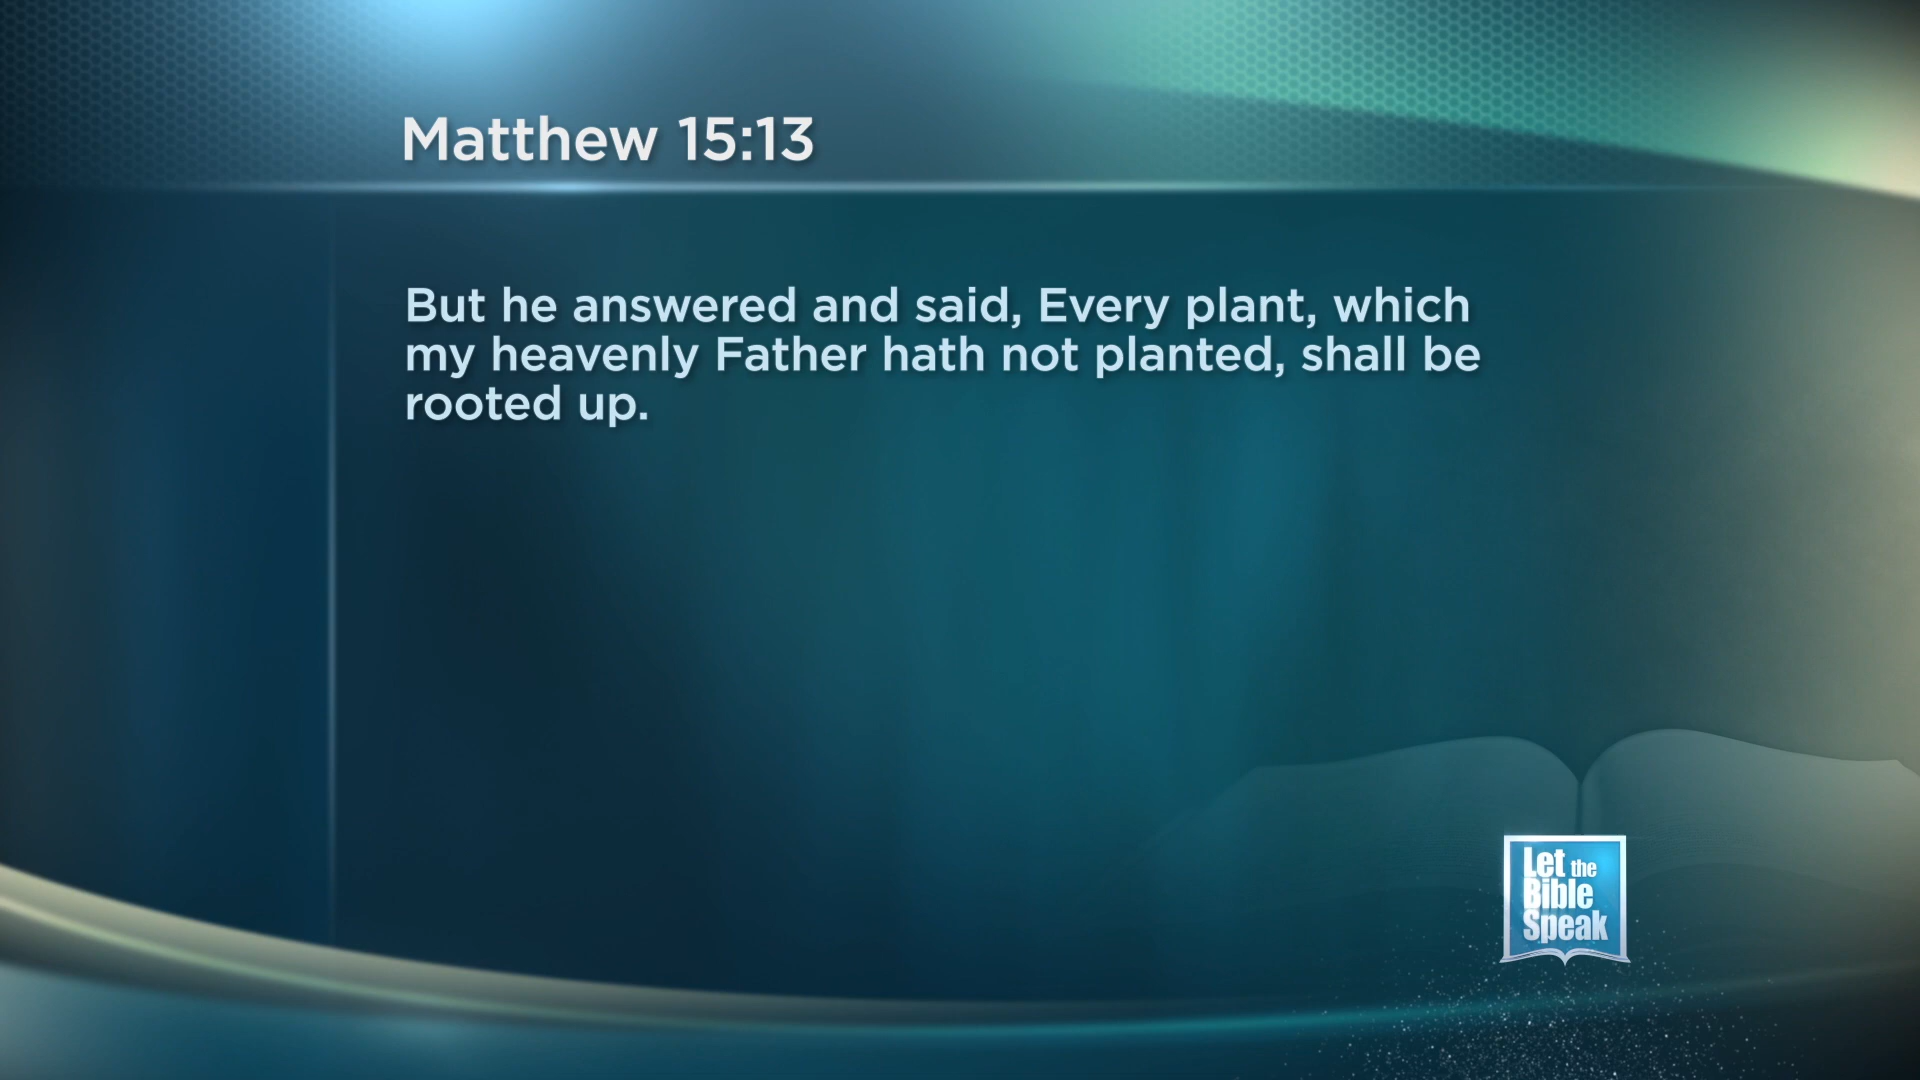 Matthew 15:13
But he answered and said, Every plant, which
my heavenly Father hath not planted, shall be
rooted up.
Let the
Bible
Speak